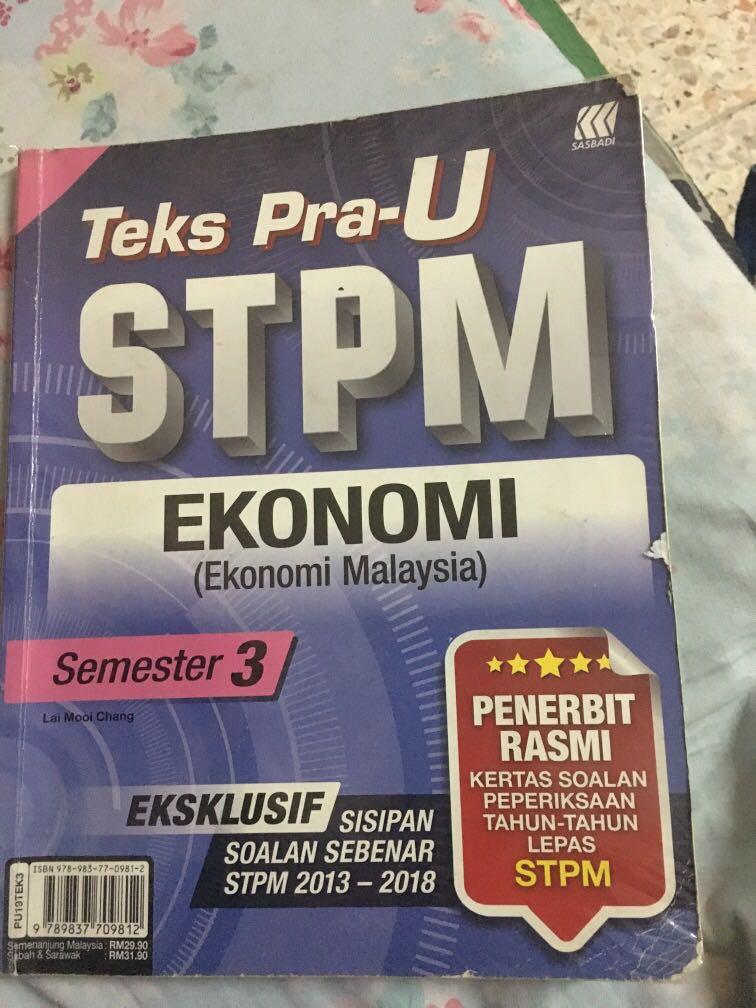 SASBADI
Teks Pra-U
STPM
EKONOMI
(Ekonomi Malaysia)
Semester 3
Lai Mooi Chang
PENERBIT
RASMI
KERTAS SOALAN
PEPERIKSAAN
TAHUN-TAHUN
LEPAS
STPM
EKSKLUSIF SISIPAN
SOALAN SEBENAR
STPM 2013 – 2018
PU19TEK3
ISBN 978-983-77-0981-2
9 789837 709812
Semenanjung Malaysia : RM29.90
Sabah & Sarawak : RM31.90